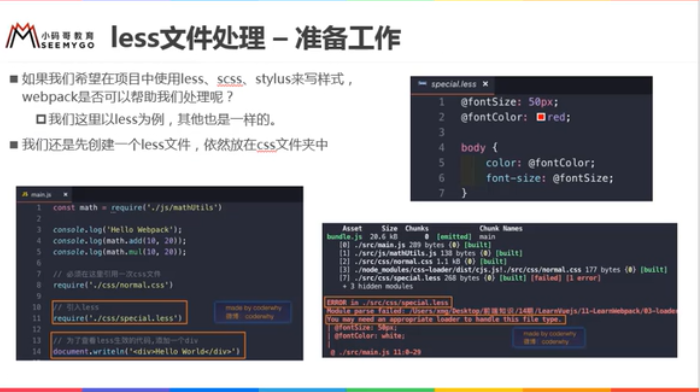 小码哥教育
SEEMYGO
less文件处理 – 准备工作
如果我们希望在项目中使用less、scss、stylus来写样式，
webpack是否可以帮助我们处理呢？
我们这里以less为例，其他也是一样的。
我们还是先创建一个less文件，依然放在css文件夹中
special.less ×
1 @fontSize: 50px;
2 @fontColor: red;
3
4 body {
5 color: @fontColor;
6 font-size: @fontSize;
7 }
JS main.js ×
1 const math = require('./js/mathUtils')
2
3 console.log('Hello Webpack');
4 console.log(math.add(10, 20));
5 console.log(math.mul(10, 20));
6
7 // 必须在这里引用一次css文件
8 require('./css/normal.css')
9
10 // 引入less
11 require('./css/special.less')
12
13 // 为了查看less生效的代码,添加一个div
14 document.writeln('<div>Hello World</div>')
made by coderwhy
微博：coderwhy
Asset Size Chunks Chunk Names
bundle.js 20.6 kB 0 [emitted] main
[0] ./src/main.js 289 bytes {0} [built]
[1] ./src/js/mathUtils.js 138 bytes {0} [built]
[2] ./src/css/normal.css 1.1 kB {0} [built]
[3] ./node_modules/css-loader/dist/cjs.js!./src/css/normal.css 177 bytes {0} [built]
[7] ./src/css/special.less 268 bytes {0} [built] [failed] [1 error]
+ 3 hidden modules
ERROR in ./src/css/special.less
Module parse failed: /Users/xmg/Desktop/前端知识/14期/LearnVuejs/11-LearnWebpack/03-loader
You may need an appropriate loader to handle this file type.
| @fontSize: 50px;
| @fontColor: white;
|
@ ./src/main.js 11:0-29
made by coderwhy
微博：coderwhy